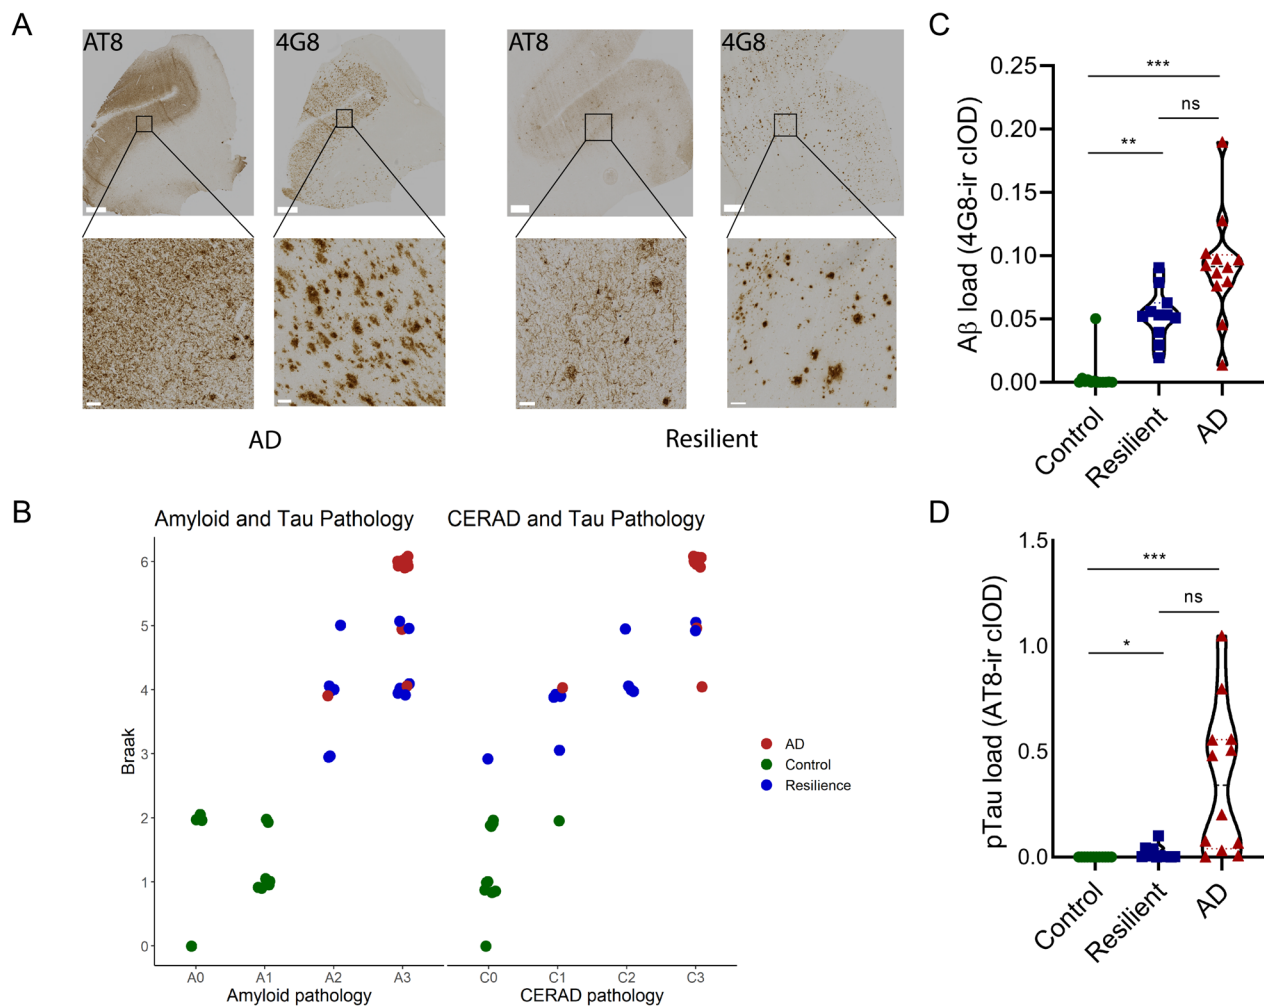 A
AT8
4G8
AT8
4G8
AD
Resilient
B
Amyloid and Tau Pathology
CERAD and Tau Pathology
Braak
6
5
4
3
2
1
0
A0
A1
A2
A3
C0
C1
C2
C3
Amyloid pathology
CERAD pathology
AD
Control
Resilience
C
Aβ load (4G8-ir cIOD)
0.25
0.20
0.15
0.10
0.05
0.00
***
ns
**
Control
Resilient
AD
D
pTau load (AT8-ir cIOD)
1.5
1.0
0.5
0.0
***
ns
*
Control
Resilient
AD